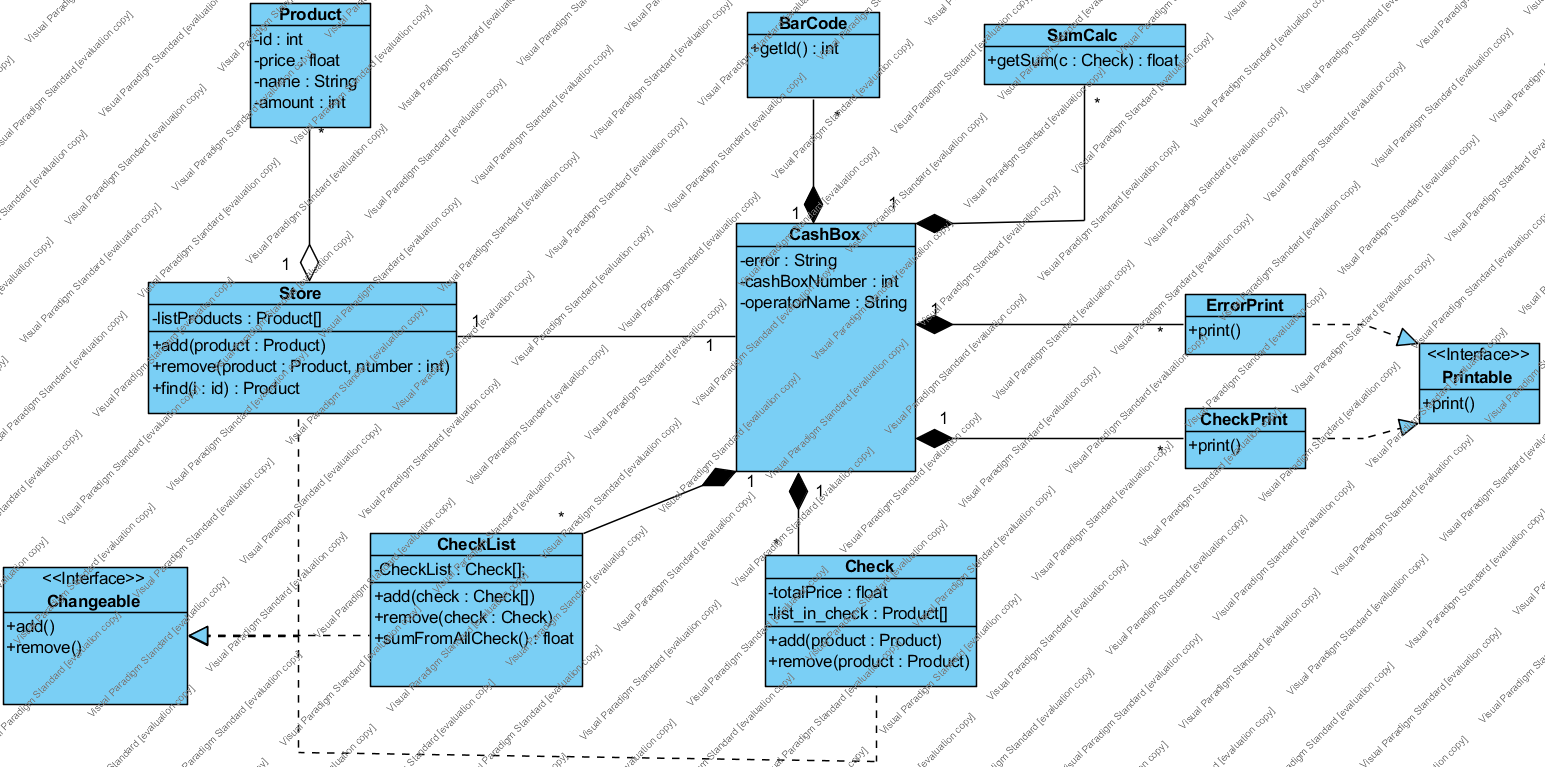 Product
-id : int
-price : float
-name : String
-amount : int
*
BarCode
+getId() : int
*
SumCalc
+getSum(c : Check) : float
*
1
1
1
CashBox
-error : String
-cashBoxNumber : int
-operatorName : String
Store
-listProducts : Product[]
+add(product : Product)
+remove(product : Product, number : int)
+find(i : id) : Product
1
1
1
*
ErrorPrint
+print()
<<Interface>>
Printable
+print()
1
*
CheckPrint
+print()
1
*
1
*
CheckList
-CheckList : Check[];
+add(check : Check[])
+remove(check : Check)
+sumFromAllCheck() : float
Check
-totalPrice : float
-list_in_check : Product[]
+add(product : Product)
+remove(product : Product)
<<Interface>>
Changeable
+add()
+remove()
Visual Paradigm Standard [evaluation copy]